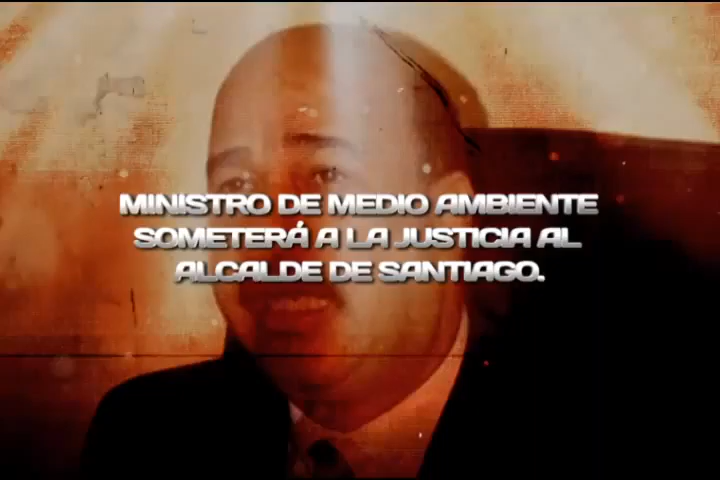 MINISTRO DE MEDIO AMBIENTE
SOMETERÁ A LA JUSTICIA AL
ALCALDE DE SANTIAGO.